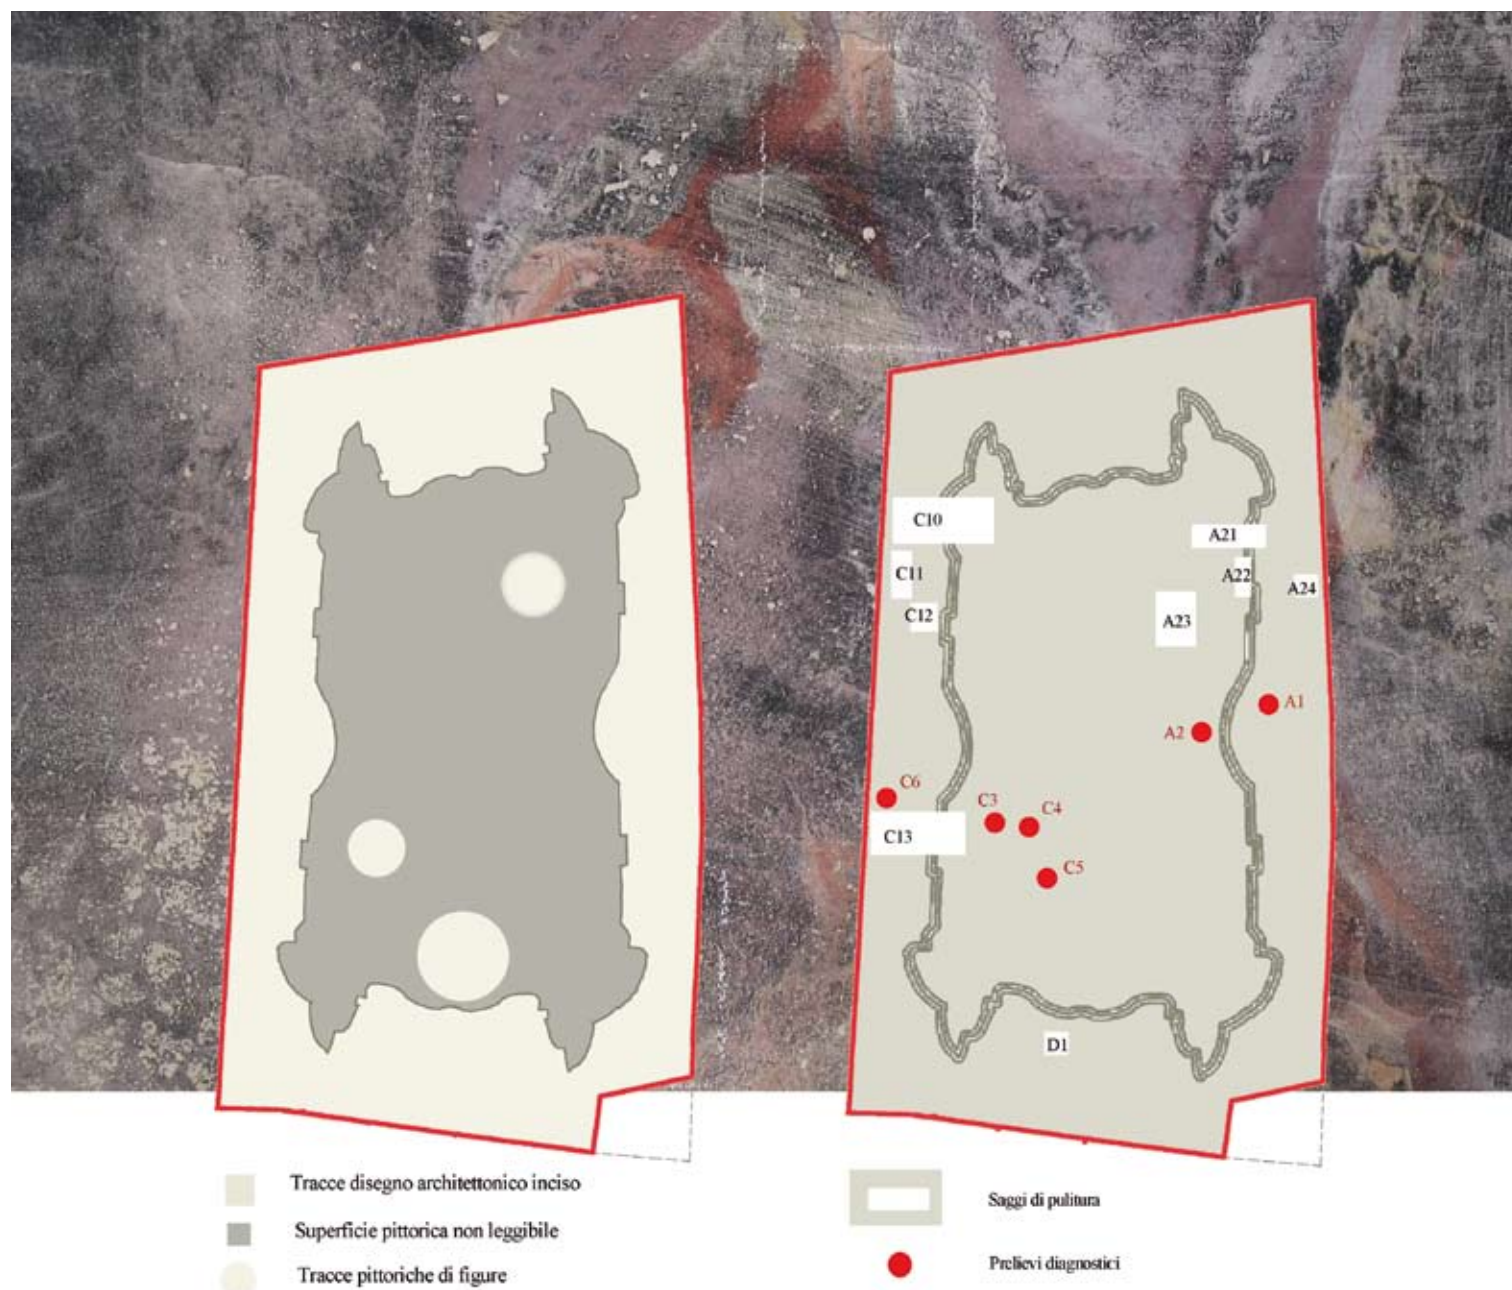 C10
A21
C11
A22
A24
C12
A23
A1
A2
C6
C3
C4
C13
C5
D1
Tracce disegno architettonico inciso
Superficie pittorica non leggibile
Tracce pittoriche di figure
Saggi di pulitura
Prelievi diagnostici